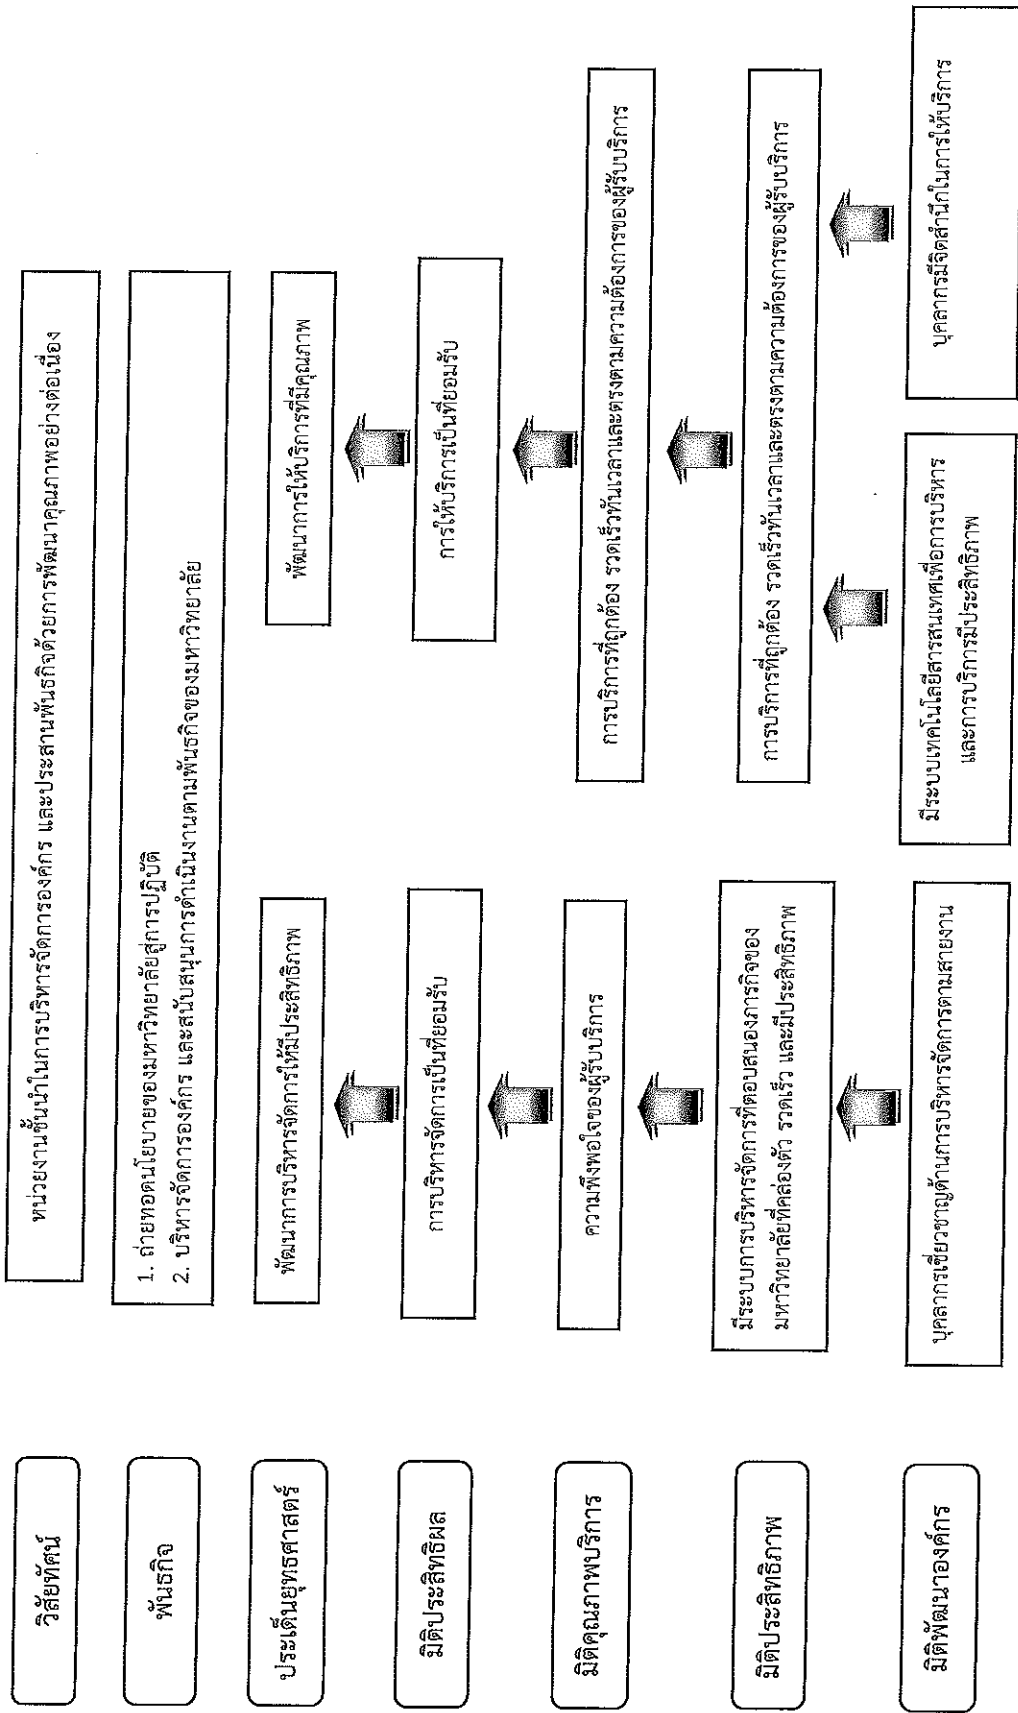 วิสัยทัศน์
หน่วยงานชั้นนำในการบริหารจัดการองค์กร และประสานพันธกิจด้วยการพัฒนาคุณภาพอย่างต่อเนื่อง
พันธกิจ
1. ถ่ายทอดนโยบายของมหาวิทยาลัยสู่การปฏิบัติ
2. บริหารจัดการองค์กร และสนับสนุนการดำเนินงานตามพันธกิจของมหาวิทยาลัย
ประเด็นยุทธศาสตร์
พัฒนาการบริหารจัดการให้มีประสิทธิภาพ
พัฒนาการให้บริการที่มีคุณภาพ
มิติประสิทธิผล
การบริหารจัดการเป็นที่ยอมรับ
การให้บริการเป็นที่ยอมรับ
มิติคุณภาพบริการ
ความพึงพอใจของผู้รับบริการ
การบริการที่ถูกต้อง รวดเร็วทันเวลาและตรงตามความต้องการของผู้รับบริการ
มิติประสิทธิภาพ
มีระบบการบริหารจัดการที่ตอบสนองภารกิจของ
มหาวิทยาลัยที่คล่องตัว รวดเร็ว และมีประสิทธิภาพ
การบริการที่ถูกต้อง รวดเร็วทันเวลาและตรงตามความต้องการของผู้รับบริการ
มิติพัฒนาองค์กร
บุคลากรเชี่ยวชาญด้านการบริหารจัดการตามสายงาน
มีระบบเทคโนโลยีสารสนเทศเพื่อการบริหาร
และการบริการมีประสิทธิภาพ
บุคลากรมีจิตสำนึกในการให้บริการ